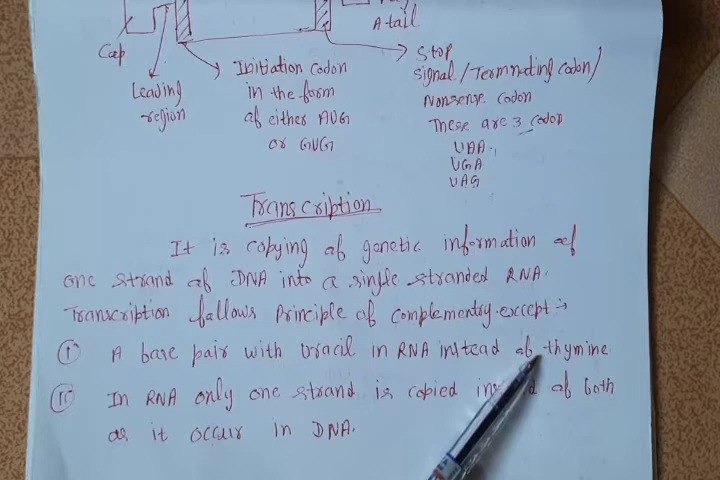 A tail
Cap
Leading
region
Initiation codon
in the form
of either AUG
or GUG
Stop
signal/Terminating codon/
Nonsense codon
These are 3 codon
UAA
UGA
UAG
Transcription
It is copying of genetic information of
one strand of DNA into a single stranded RNA.
Transcription fallows Principle of complementry except →
(i) A base pair with Uracil in RNA instead of thymine
(ii) In RNA only one strand is copied of both
as it occur in DNA.